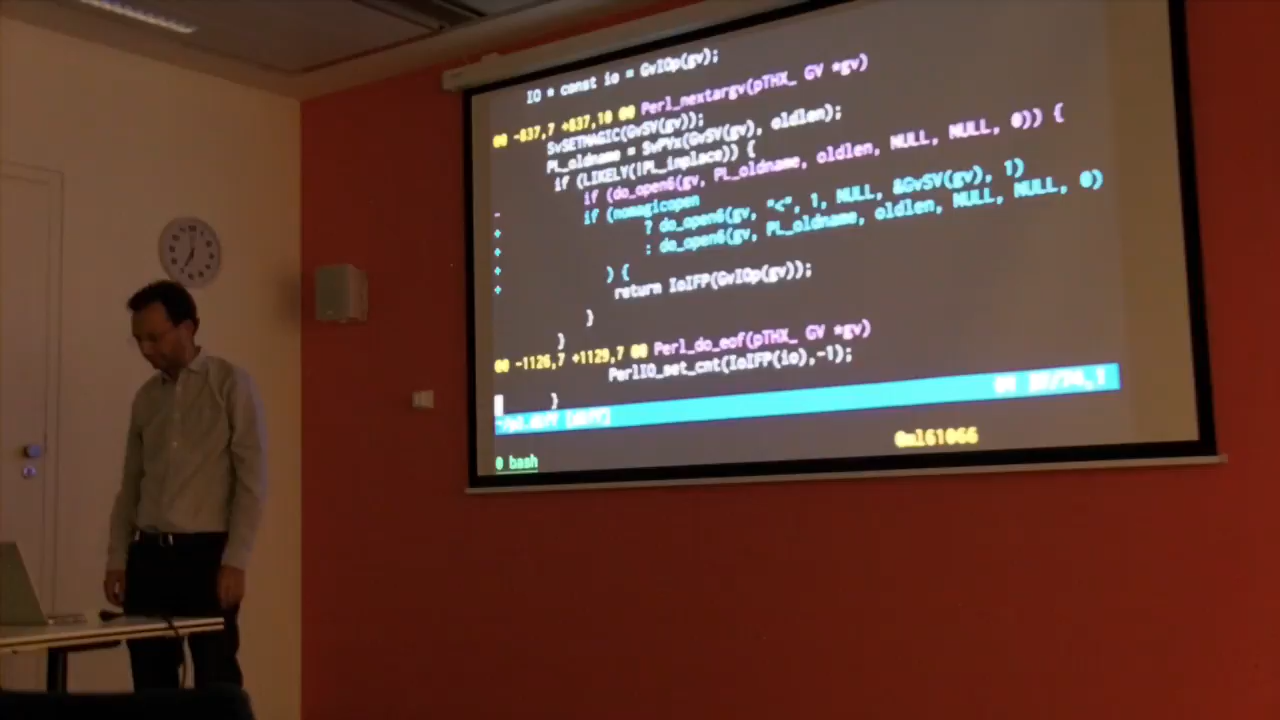 IO * const io = GvIOp(gv);
@@ -837,7 +837,10 @@ Perl_nextargv(pTHX_ GV *gv)
SvSETMAGIC(GvSV(gv));
PL_oldname = SvPVx(GvSV(gv), oldlen);
if (LIKELY(!PL_inplace)) {
- if (do_open6(gv, PL_oldname, oldlen, NULL, NULL, 0)) {
+ if (nomagicopen
+ ? do_open6(gv, "<", 1, NULL, &GvSV(gv), 1)
+ : do_open6(gv, PL_oldname, oldlen, NULL, NULL, 0)
+ ) {
return IoIFP(GvIOp(gv));
}
}
@@ -1126,7 +1129,7 @@ Perl_do_eof(pTHX_ GV *gv)
PerlIO_set_cnt(IoIFP(io),-1);
}
0 bash